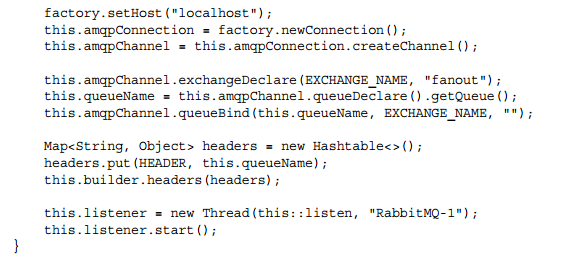 factory.setHost("localhost");
this.amqpConnection = factory.newConnection();
this.amqpChannel = this.amqpConnection.createChannel();
this.amqpChannel.exchangeDeclare(EXCHANGE_NAME, "fanout");
this.queueName = this.amqpChannel.queueDeclare().getQueue();
this.amqpChannel.queueBind(this.queueName, EXCHANGE_NAME, "");
Map<String, Object> headers = new Hashtable<>();
headers.put(HEADER, this.queueName);
this.builder.headers(headers);
this.listener = new Thread(this::listen, "RabbitMQ-1");
this.listener.start();
}